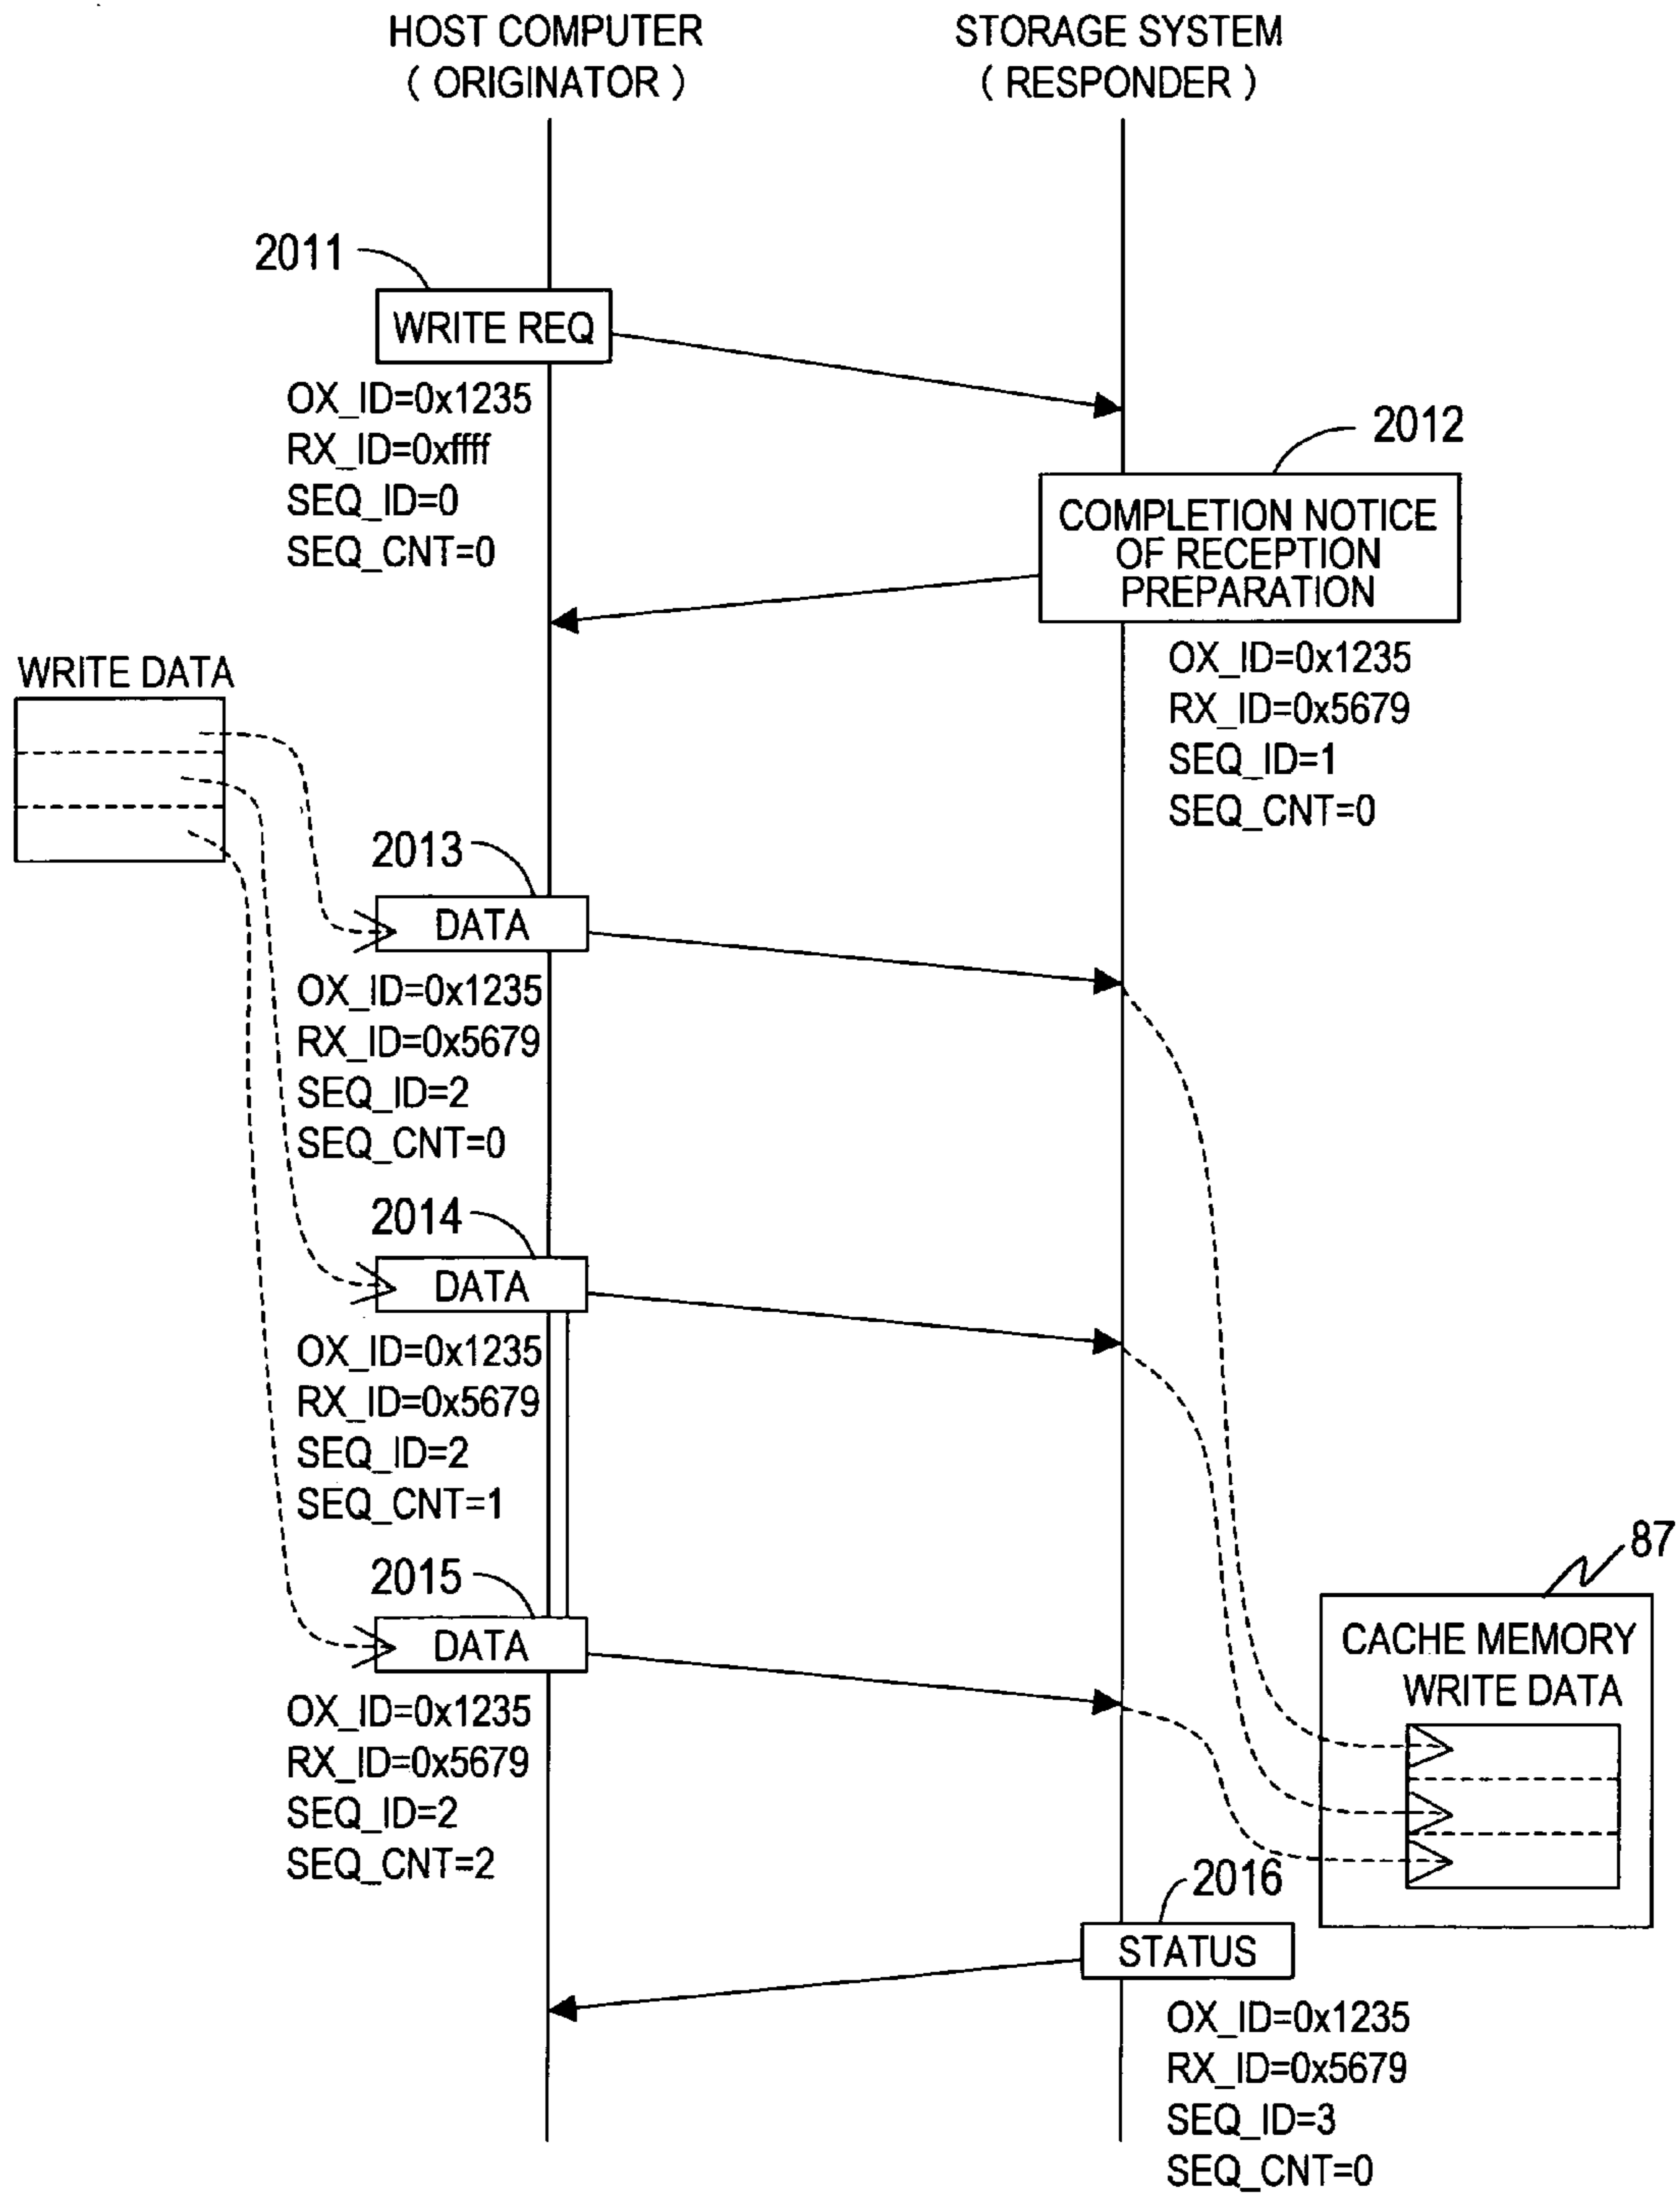 HOST COMPUTER
( ORIGINATOR )
STORAGE SYSTEM
( RESPONDER )
2011
WRITE REQ
OX_ID=0x1235
RX_ID=0xffff
SEQ_ID=0
SEQ_CNT=0
2012
COMPLETION NOTICE
OF RECEPTION
PREPARATION
OX_ID=0x1235
RX_ID=0x5679
SEQ_ID=1
SEQ_CNT=0
WRITE DATA
2013
DATA
OX_ID=0x1235
RX_ID=0x5679
SEQ_ID=2
SEQ_CNT=0
2014
DATA
OX_ID=0x1235
RX_ID=0x5679
SEQ_ID=2
SEQ_CNT=1
2015
DATA
OX_ID=0x1235
RX_ID=0x5679
SEQ_ID=2
SEQ_CNT=2
87
CACHE MEMORY
WRITE DATA
2016
STATUS
OX_ID=0x1235
RX_ID=0x5679
SEQ_ID=3
SEQ_CNT=0